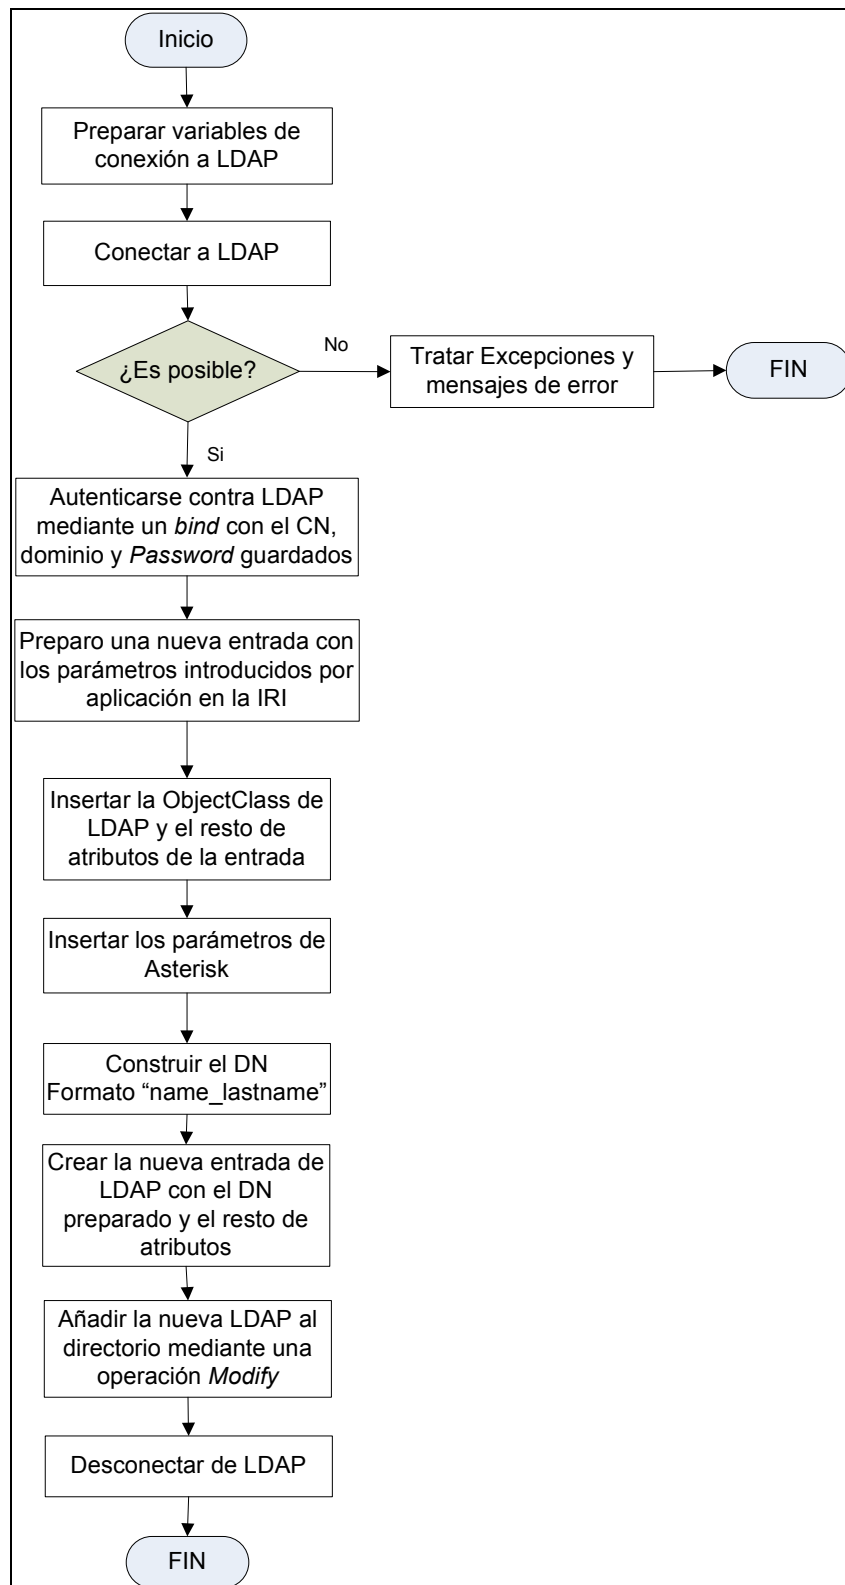 Inicio
Preparar variables de
conexión a LDAP
Conectar a LDAP
¿Es posible?
No
Tratar Excepciones y
mensajes de error
FIN
Si
Autenticarse contra LDAP
mediante un bind con el CN,
dominio y Password guardados
Preparo una nueva entrada con
los parámetros introducidos por
aplicación en la IRI
Insertar la ObjectClass de
LDAP y el resto de
atributos de la entrada
Insertar los parámetros de
Asterisk
Construir el DN
Formato “name_lastname”
Crear la nueva entrada de
LDAP con el DN
preparado y el resto de
atributos
Añadir la nueva LDAP al
directorio mediante una
operación Modify
Desconectar de LDAP
FIN